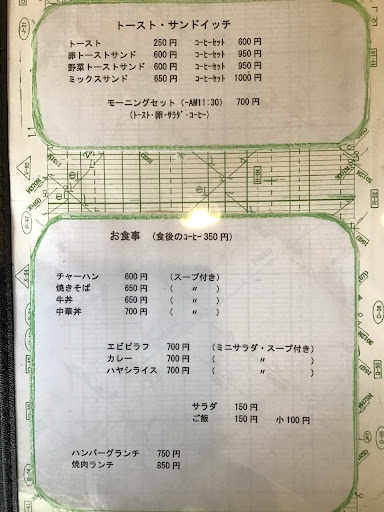 トースト・サンドイッチ
トースト 250円 ｺｰﾋｰｾｯﾄ 600円
卵トーストサンド 600円 ｺｰﾋｰｾｯﾄ 950円
野菜トーストサンド 600円 ｺｰﾋｰｾｯﾄ 950円
ミックスサンド 650円 ｺｰﾋｰｾｯﾄ 1000円
モーニングセット（-AM11:30） 700円
（ﾄｰｽﾄ・卵・ｻﾗﾀﾞ・ｺｰﾋｰ）
お食事 （食後のｺｰﾋｰ350円）
チャーハン 600円 （スープ付き）
焼きそば 650円 （ 〃 ）
牛丼 650円 （ 〃 ）
中華丼 700円 （ 〃 ）
エビピラフ 700円 （ミニサラダ・スープ付き）
カレー 700円 （ 〃 ）
ハヤシライス 700円 （ 〃 ）
サラダ 150円
ご飯 150円 小100円
ハンバーグランチ 750円
焼肉ランチ 850円